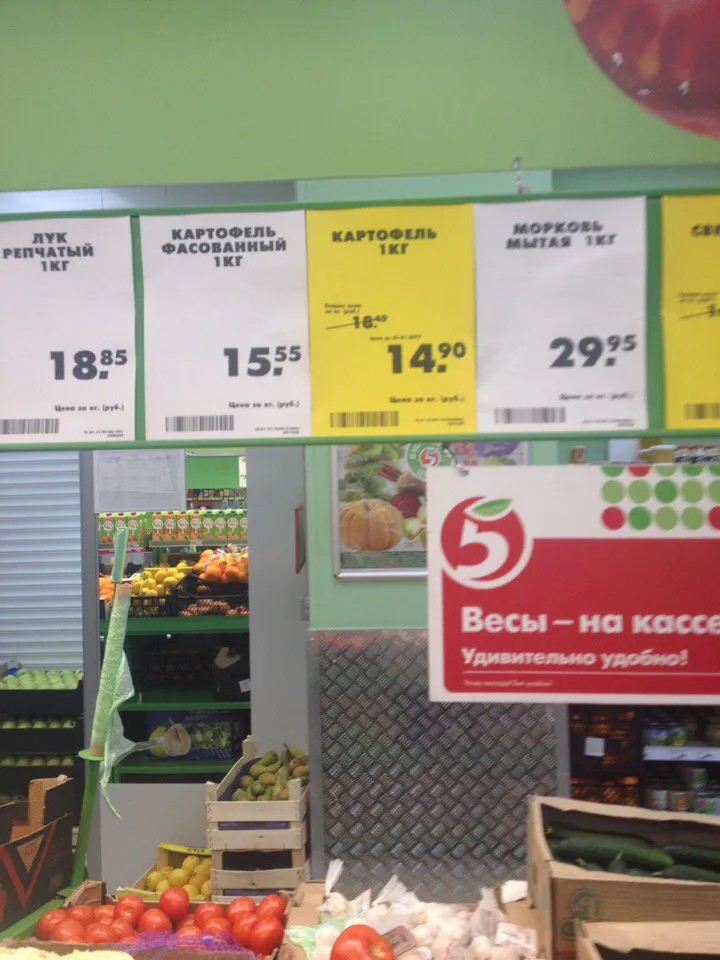 ЛУК
РЕПЧАТЫЙ
1КГ
18.85
Цена за кг. (руб.)
КАРТОФЕЛЬ
ФАСОВАННЫЙ
1КГ
15.55
Цена за кг. (руб.)
КАРТОФЕЛЬ
1КГ
18.45
14.90
Цена за кг. (руб.)
МОРКОВЬ
МЫТАЯ 1КГ
29.95
Цена за кг. (руб.)
5
Весы – на кассе
Удивительно удобно!